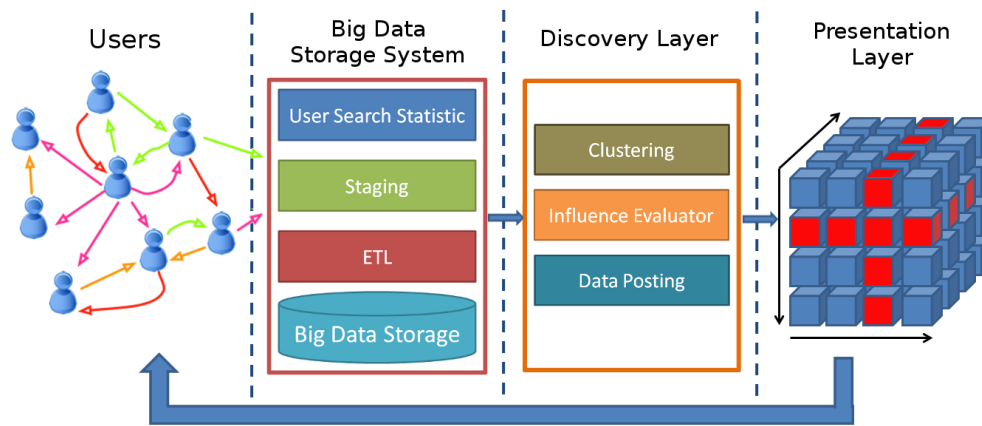 Users
Big Data
Storage System
Discovery Layer
Presentation
Layer
User Search Statistic
Staging
ETL
Big Data Storage
Clustering
Influence Evaluator
Data Posting